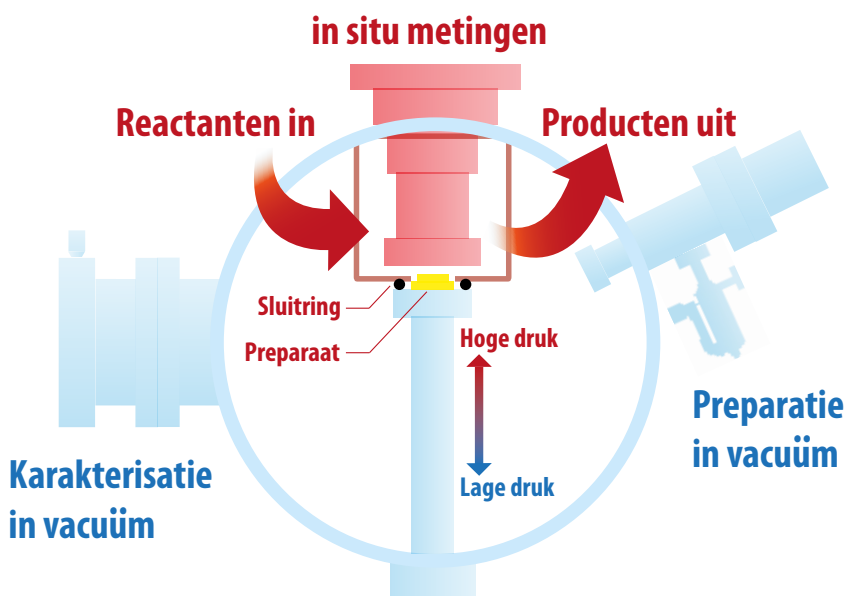 in situ metingen
Reactanten in
Producten uit
Sluitring
Preparaat
Hoge druk
Lage druk
Preparatie
in vacuüm
Karakterisatie
in vacuüm